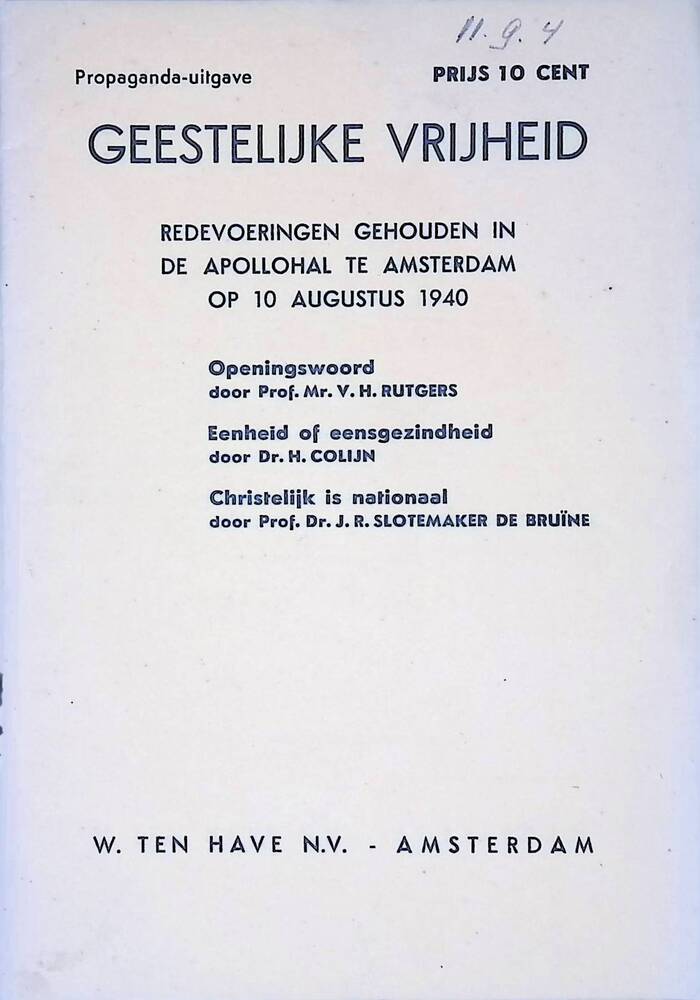 11.9.4
Propaganda-uitgave
PRIJS 10 CENT
GEESTELIJKE VRIJHEID
REDEVOERINGEN GEHOUDEN IN
DE APOLLOHAL TE AMSTERDAM
OP 10 AUGUSTUS 1940
Openingswoord
door Prof. Mr. V. H. RUTGERS
Eenheid of eensgezindheid
door Dr. H. COLIJN
Christelijk is nationaal
door Prof. Dr. J. R. SLOTEMAKER DE BRUÏNE
W. TEN HAVE N.V. - AMSTERDAM